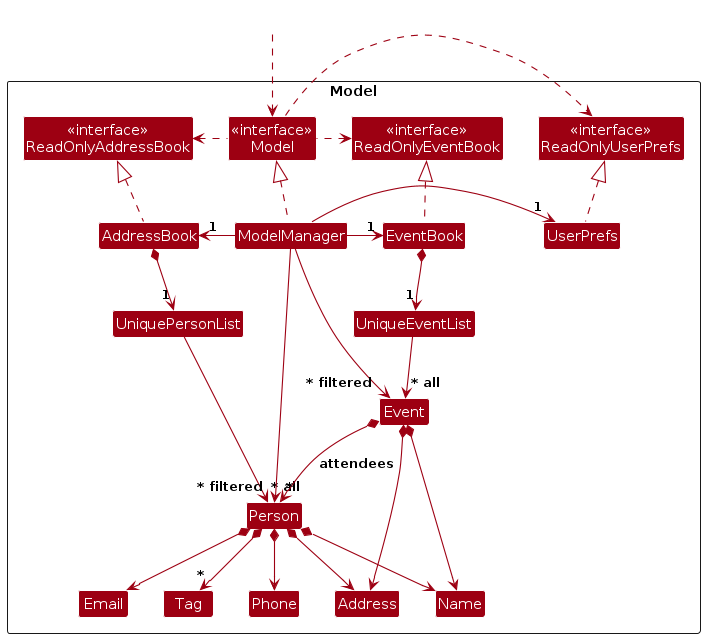 Model
«interface»
ReadOnlyAddressBook
«interface»
Model
«interface»
ReadOnlyEventBook
«interface»
ReadOnlyUserPrefs
1
1
1
AddressBook
ModelManager
EventBook
UserPrefs
1
1
UniquePersonList
UniqueEventList
* filtered
* all
Event
attendees
* filtered
* all
*
Person
*
Email
Tag
Phone
Address
Name